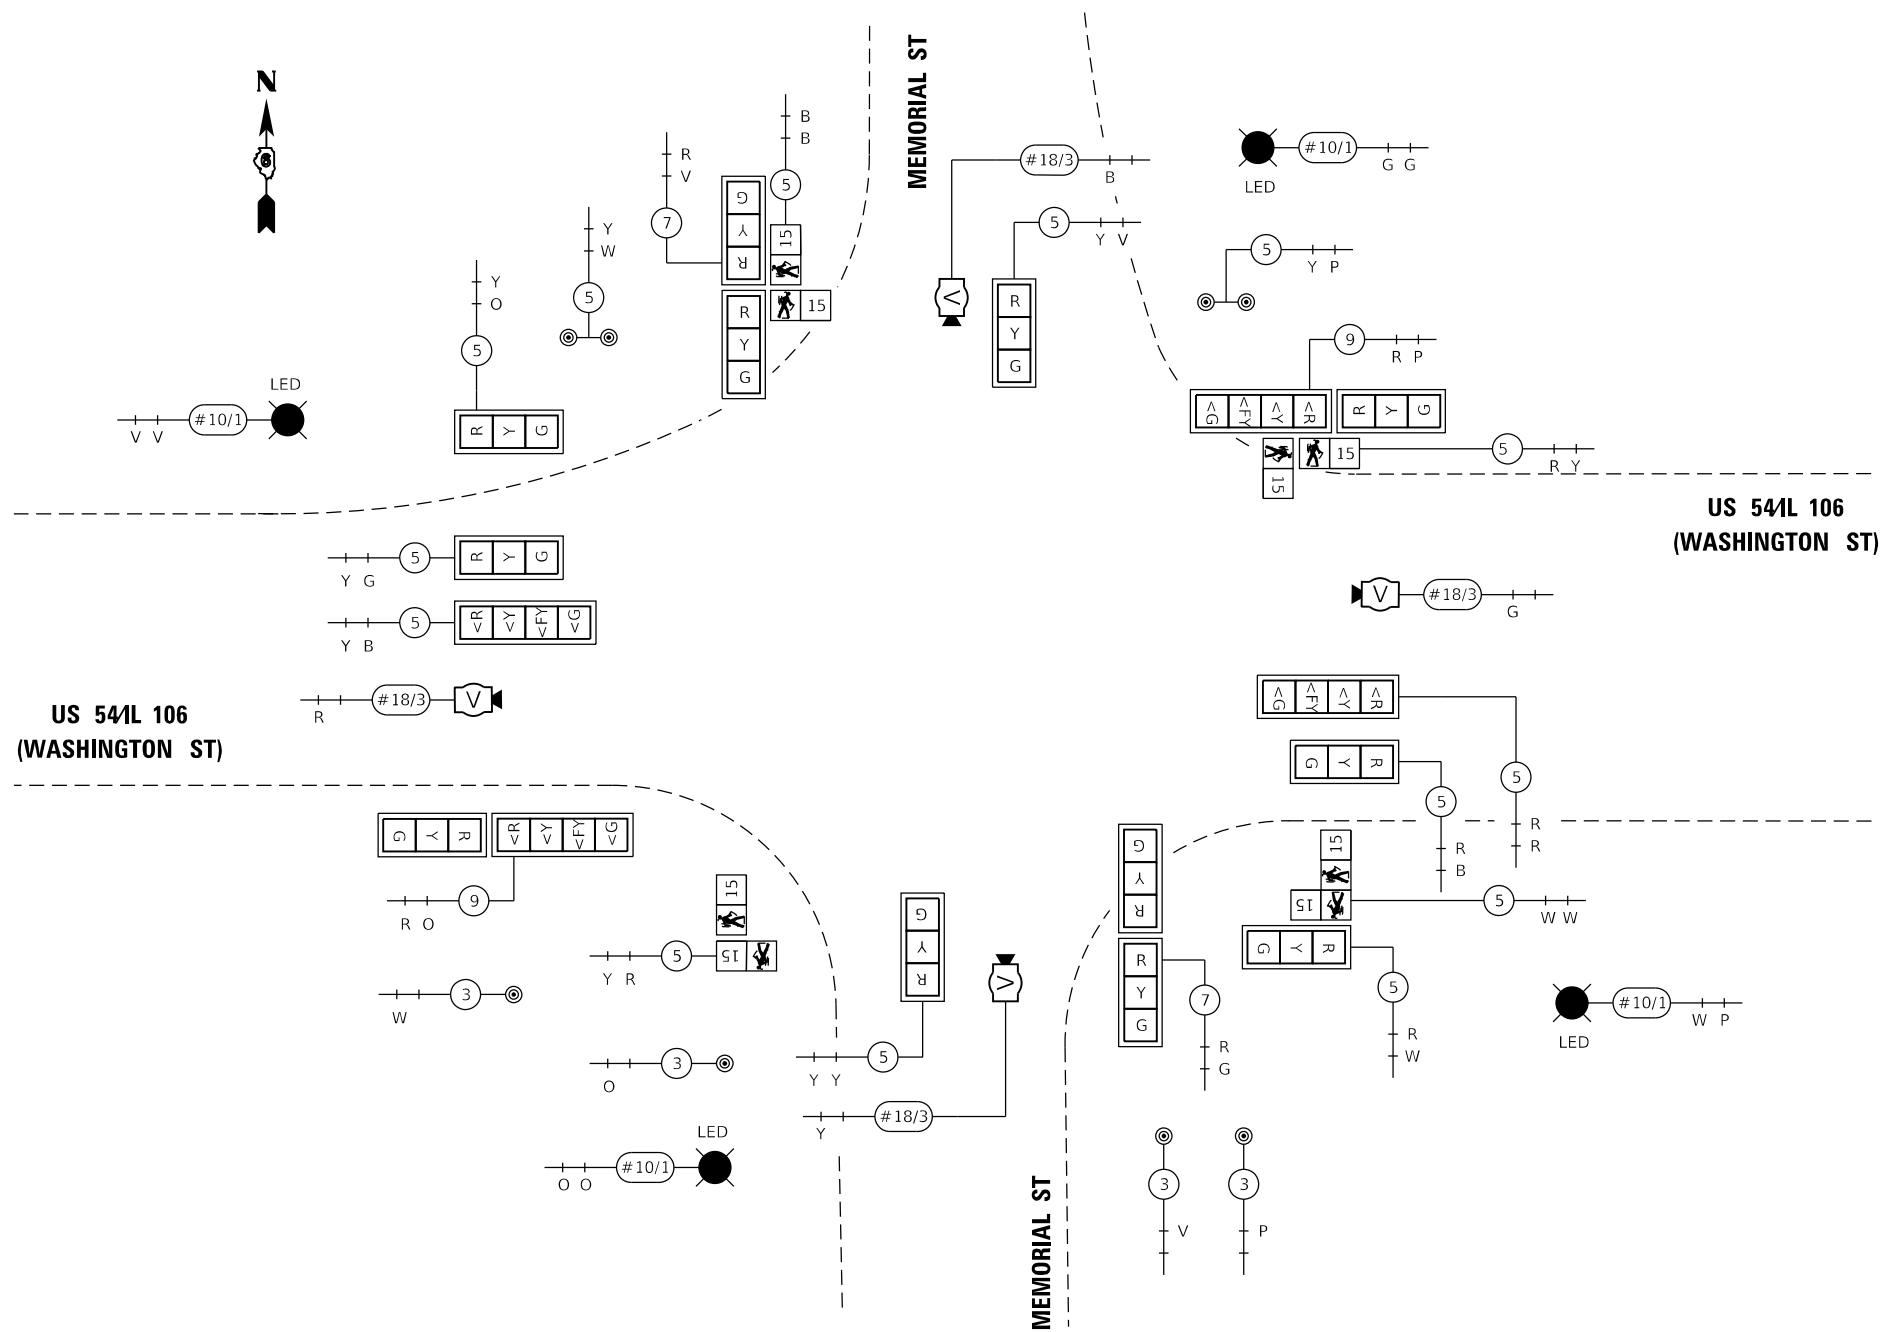 MEMORIAL ST
N
6
B
B
R
V
5
#18/3
B
#10/1
G G
LED
7
G
Y
R
15
Y
W
5
Y V
5
Y P
Y
O
5
R
Y
G
15
V
R
Y
G
5
9
R P
LED
#10/1
V V
R Y G
<G <FY <Y <R
R Y G
15
15
5
R Y
US 54/IL 106
(WASHINGTON ST)
Y G
5
R Y G
Y B
5
<R <Y <FY <G
V
#18/3
G
R
#18/3
V
US 54/IL 106
(WASHINGTON ST)
<G <FY <Y <R
G Y R
5
5
R
R
R
B
G Y R
<R <Y <FY <G
R O
9
15
15
Y R
5
G
Y
R
G
Y
R
15
15
5
W W
G Y R
W
3
V
R
Y
G
7
R
G
5
R
W
#10/1
W P
LED
O
3
Y Y
5
Y
#18/3
LED
O O
#10/1
MEMORIAL ST
3
V
3
P